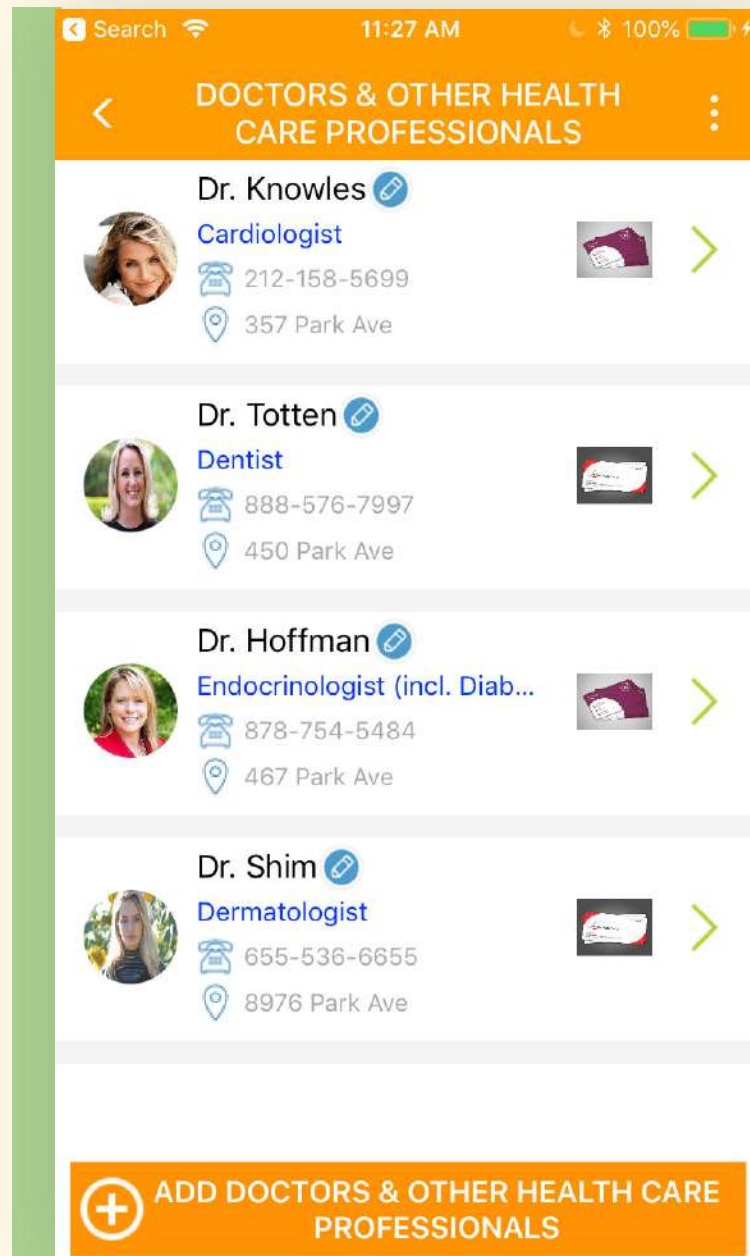 Search 11:27 AM 100%
DOCTORS & OTHER HEALTH
CARE PROFESSIONALS
Dr. Knowles
Cardiologist
212-158-5699
357 Park Ave
Dr. Totten
Dentist
888-576-7997
450 Park Ave
Dr. Hoffman
Endocrinologist (incl. Diab...
878-754-5484
467 Park Ave
Dr. Shim
Dermatologist
655-536-6655
8976 Park Ave
ADD DOCTORS & OTHER HEALTH CARE
PROFESSIONALS